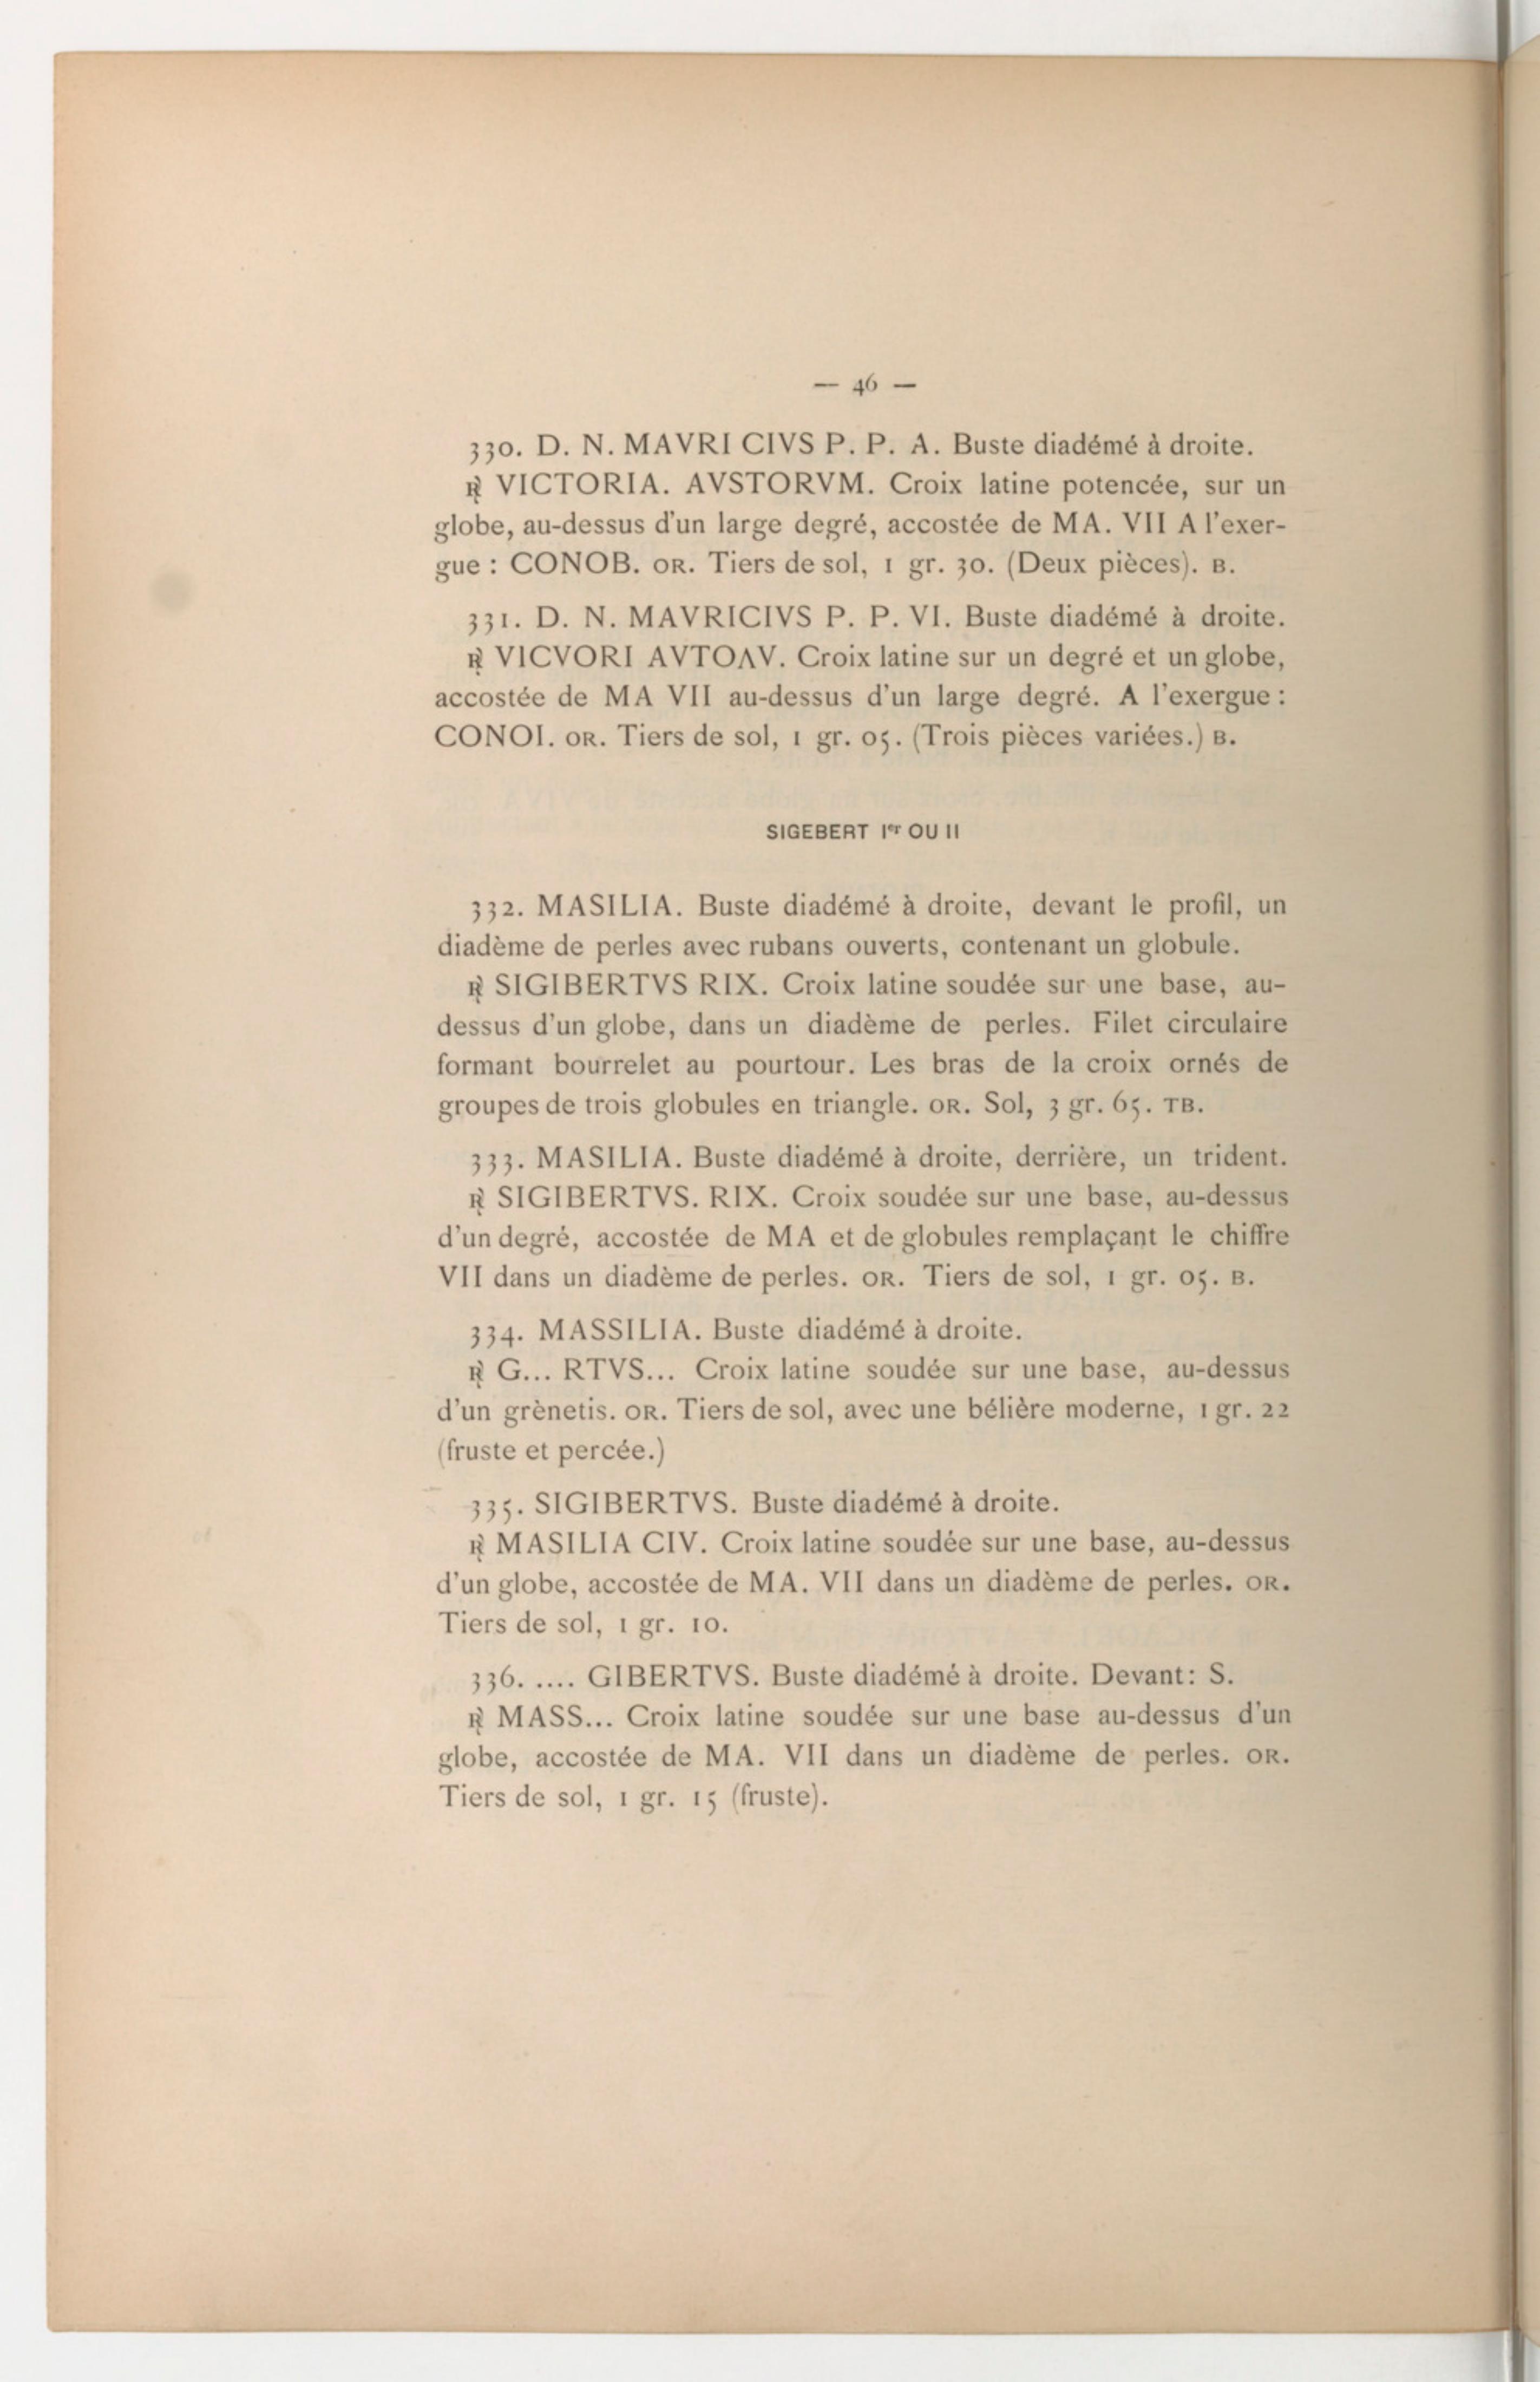 — 46 —
330. D. N. MAVRI CIVS P. P. A. Buste diadémé à droite.
℞ VICTORIA. AVSTORVM. Croix latine potencée, sur un
globe, au-dessus d'un large degré, accostée de MA. VII A l'exer-
gue : CONOB. OR. Tiers de sol, 1 gr. 30. (Deux pièces). B.
331. D. N. MAVRICIVS P. P. VI. Buste diadémé à droite.
℞ VICVORI AVTOΛV. Croix latine sur un degré et un globe,
accostée de MA VII au-dessus d'un large degré. A l'exergue :
CONOI. OR. Tiers de sol, 1 gr. 05. (Trois pièces variées.) B.
SIGEBERT Ier OU II
332. MASILIA. Buste diadémé à droite, devant le profil, un
diadème de perles avec rubans ouverts, contenant un globule.
℞ SIGIBERTVS RIX. Croix latine soudée sur une base, au-
dessus d'un globe, dans un diadème de perles. Filet circulaire
formant bourrelet au pourtour. Les bras de la croix ornés de
groupes de trois globules en triangle. OR. Sol, 3 gr. 65. TB.
333. MASILIA. Buste diadémé à droite, derrière, un trident.
℞ SIGIBERTVS. RIX. Croix soudée sur une base, au-dessus
d'un degré, accostée de MA et de globules remplaçant le chiffre
VII dans un diadème de perles. OR. Tiers de sol, 1 gr. 05. B.
334. MASSILIA. Buste diadémé à droite.
℞ G... RTVS... Croix latine soudée sur une base, au-dessus
d'un grènetis. OR. Tiers de sol, avec une bélière moderne, 1 gr. 22
(fruste et percée.)
335. SIGIBERTVS. Buste diadémé à droite.
℞ MASILIA CIV. Croix latine soudée sur une base, au-dessus
d'un globe, accostée de MA. VII dans un diadème de perles. OR.
Tiers de sol, 1 gr. 10.
336. .... GIBERTVS. Buste diadémé à droite. Devant: S.
℞ MASS... Croix latine soudée sur une base au-dessus d'un
globe, accostée de MA. VII dans un diadème de perles. OR.
Tiers de sol, 1 gr. 15 (fruste).